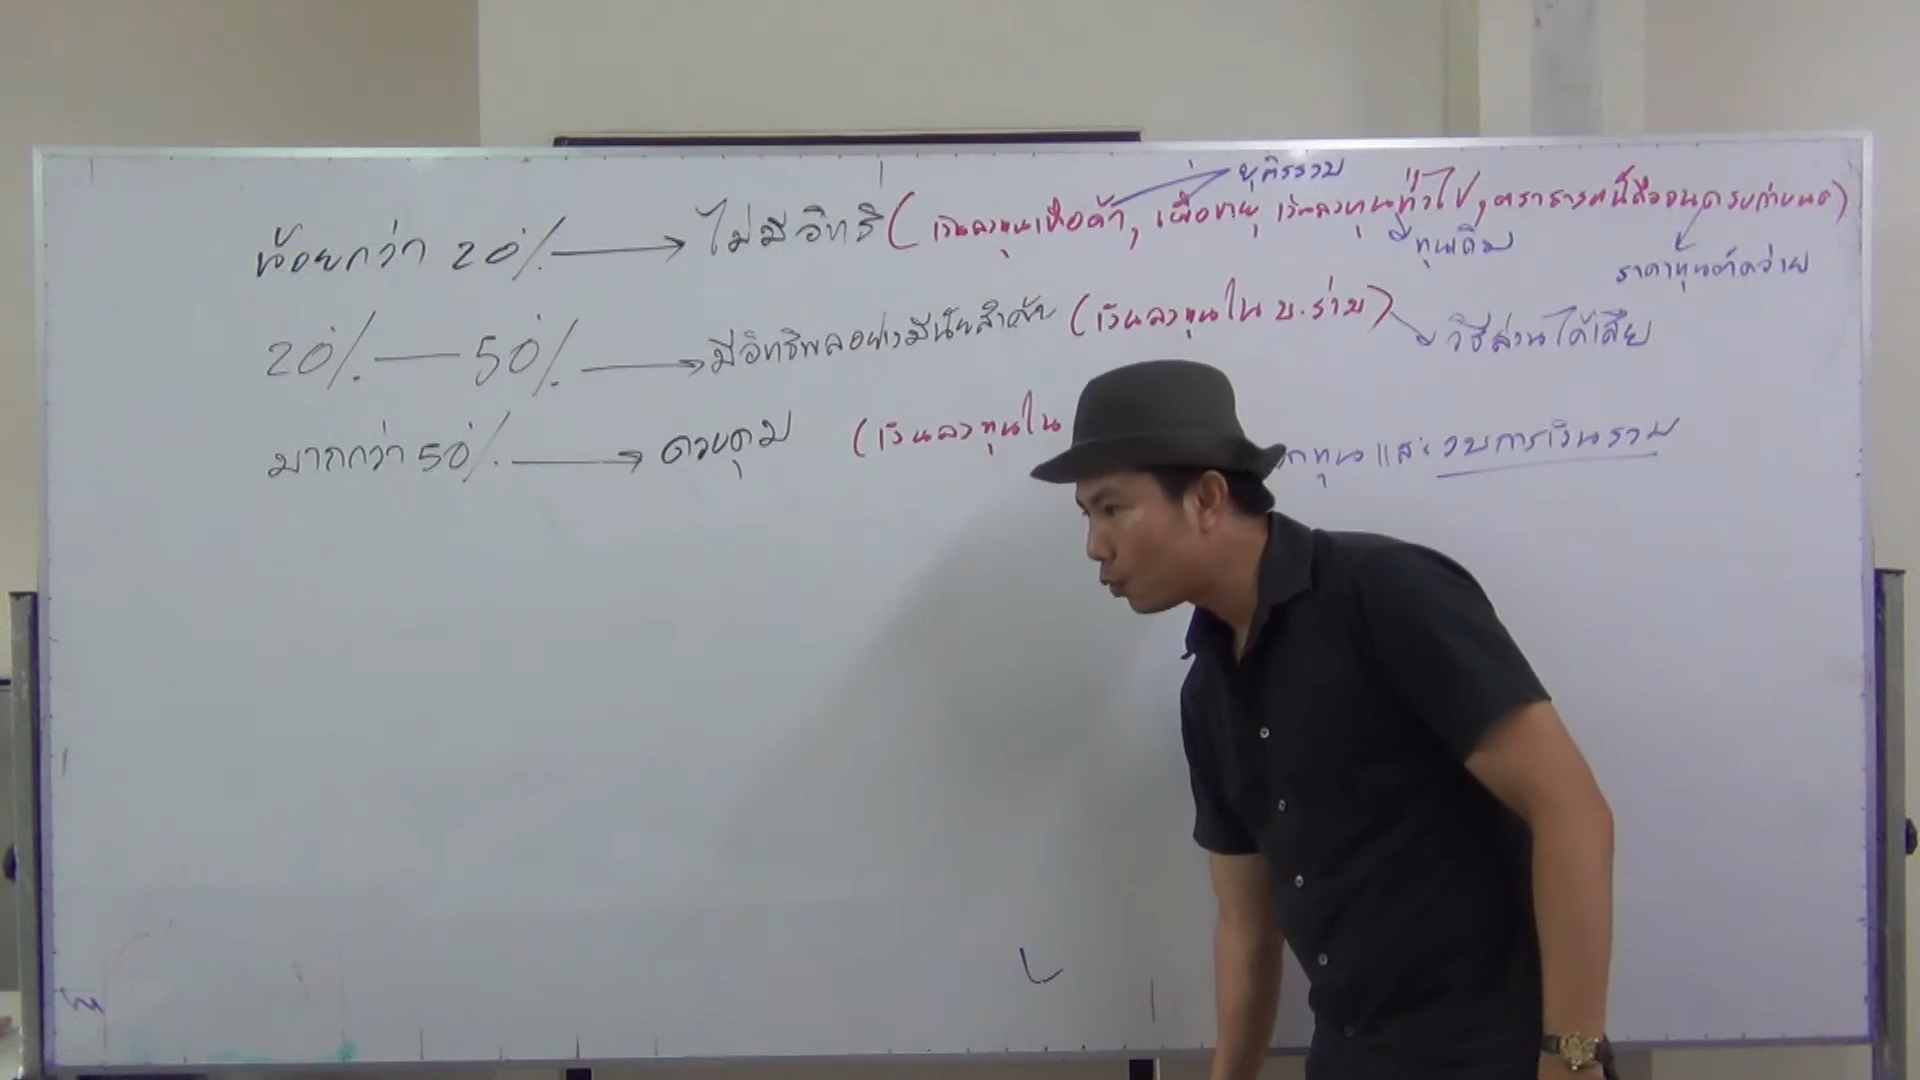 ยุติธรรม
น้อยกว่า 20% → ไม่มีอิทธิ (เงินลงทุนเผื่อค้า, เผื่อขาย, เงินลงทุนทั่วไป, ตราสารหนี้ถือจนครบกำหนด)
ทุนเดิม
ราคาทุนตัดจำหน่าย
20% — 50% → มีอิทธิพลอย่างมีนัยสำคัญ (เงินลงทุนใน บ.ร่วม) → วิธีส่วนได้เสีย
มากกว่า 50% → ควบคุม (เงินลงทุนใน ทุน และ งบการเงินรวม